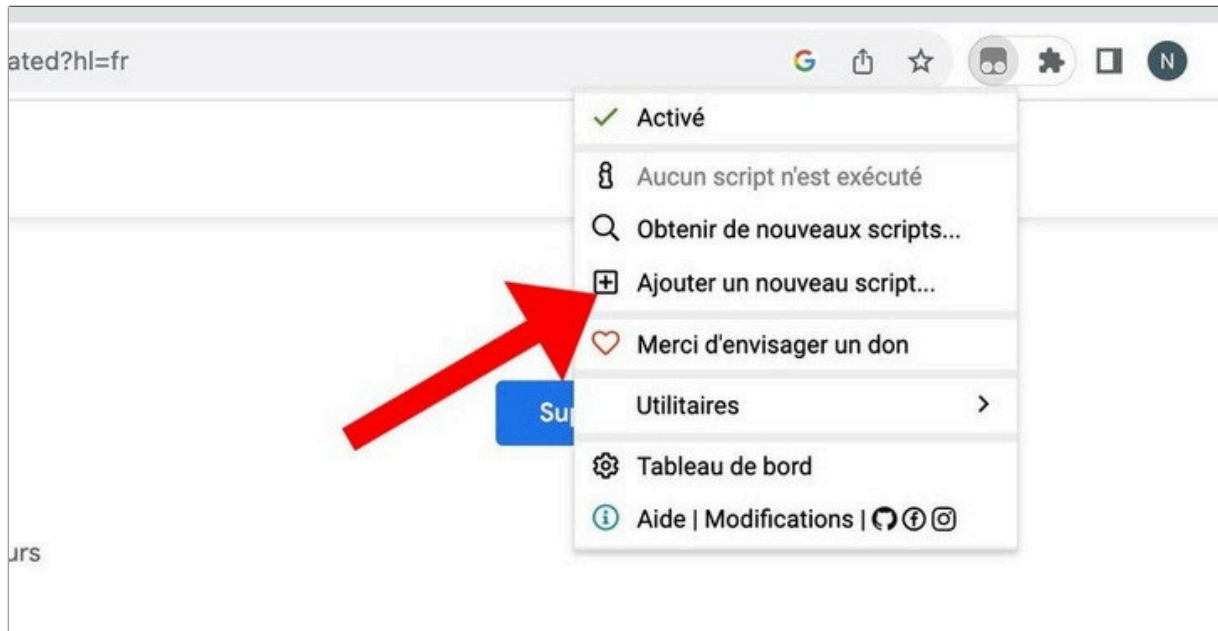 ated?hl=fr
N
Activé
Aucun script n'est exécuté
Obtenir de nouveaux scripts...
Ajouter un nouveau script...
Merci d'envisager un don
Sup
Utilitaires
Tableau de bord
Aide | Modifications |
urs